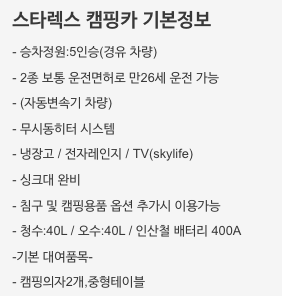 스타렉스 캠핑카 기본정보
- 승차정원:5인승(경유 차량)
- 2종 보통 운전면허로 만26세 운전 가능
- (자동변속기 차량)
- 무시동히터 시스템
- 냉장고 / 전자레인지 / TV(skylife)
- 싱크대 완비
- 침구 및 캠핑용품 옵션 추가시 이용가능
- 청수:40L / 오수:40L / 인산철 배터리 400A
-기본 대여품목-
- 캠핑의자2개,중형테이블